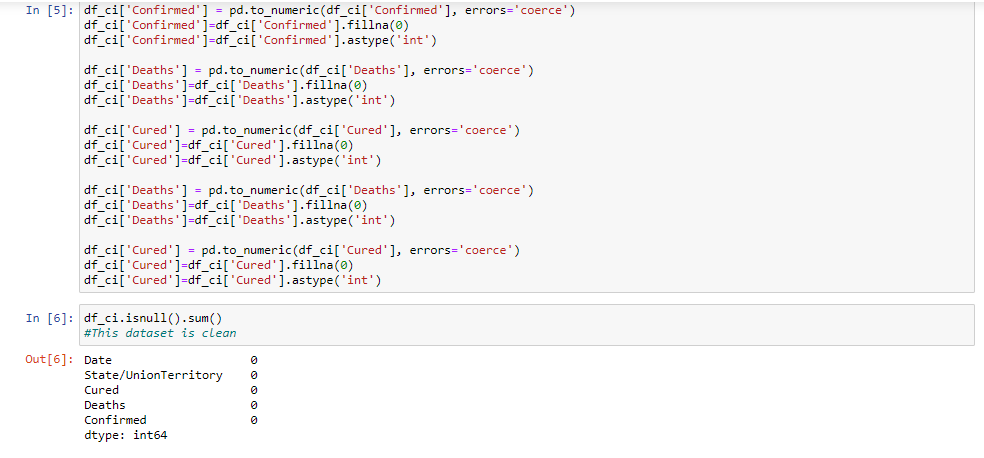 In [5]: df_ci['Confirmed'] = pd.to_numeric(df_ci['Confirmed'], errors='coerce')
df_ci['Confirmed']=df_ci['Confirmed'].fillna(0)
df_ci['Confirmed']=df_ci['Confirmed'].astype('int')
df_ci['Deaths'] = pd.to_numeric(df_ci['Deaths'], errors='coerce')
df_ci['Deaths']=df_ci['Deaths'].fillna(0)
df_ci['Deaths']=df_ci['Deaths'].astype('int')
df_ci['Cured'] = pd.to_numeric(df_ci['Cured'], errors='coerce')
df_ci['Cured']=df_ci['Cured'].fillna(0)
df_ci['Cured']=df_ci['Cured'].astype('int')
df_ci['Deaths'] = pd.to_numeric(df_ci['Deaths'], errors='coerce')
df_ci['Deaths']=df_ci['Deaths'].fillna(0)
df_ci['Deaths']=df_ci['Deaths'].astype('int')
df_ci['Cured'] = pd.to_numeric(df_ci['Cured'], errors='coerce')
df_ci['Cured']=df_ci['Cured'].fillna(0)
df_ci['Cured']=df_ci['Cured'].astype('int')
In [6]: df_ci.isnull().sum()
#This dataset is clean
Out[6]: Date 0
State/UnionTerritory 0
Cured 0
Deaths 0
Confirmed 0
dtype: int64